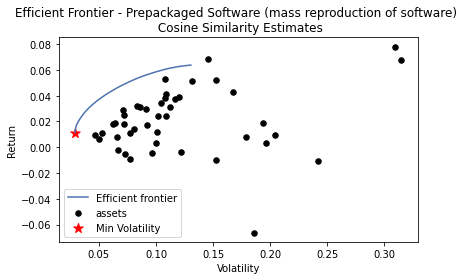 Efficient Frontier - Prepackaged Software (mass reproduction of software)
Cosine Similarity Estimates
0.08
0.06
0.04
0.02
0.00
−0.02
−0.04
−0.06
Return
Efficient frontier
assets
Min Volatility
0.05 0.10 0.15 0.20 0.25 0.30
Volatility